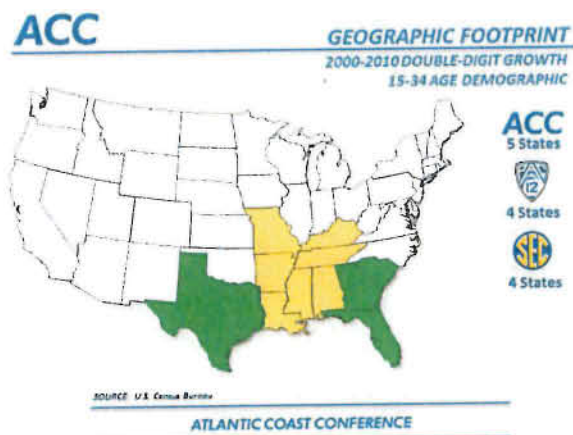 ACC
GEOGRAPHIC FOOTPRINT
2000-2010 DOUBLE-DIGIT GROWTH
15-34 AGE DEMOGRAPHIC
ACC
5 States
PAC
12
4 States
SEC
4 States
SOURCE U.S. Census Bureau
ATLANTIC COAST CONFERENCE